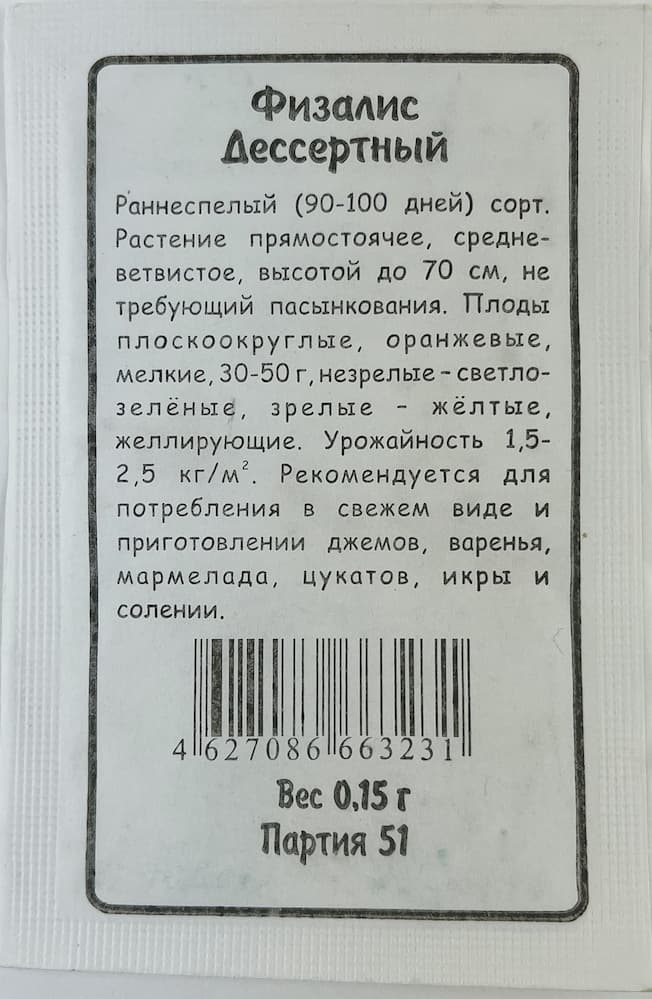 Физалис
Дессертный
Раннеспелый (90-100 дней) сорт.
Растение прямостоячее, средне-
ветвистое, высотой до 70 см, не
требующий пасынкования. Плоды
плоскоокруглые, оранжевые,
мелкие, 30-50 г, незрелые - светло-
зелёные, зрелые - жёлтые,
желлирующие. Урожайность 1,5-
2,5 кг/м². Рекомендуется для
потребления в свежем виде и
приготовлении джемов, варенья,
мармелада, цукатов, икры и
солении.
4 627086 663231
Вес 0,15 г
Партия 51